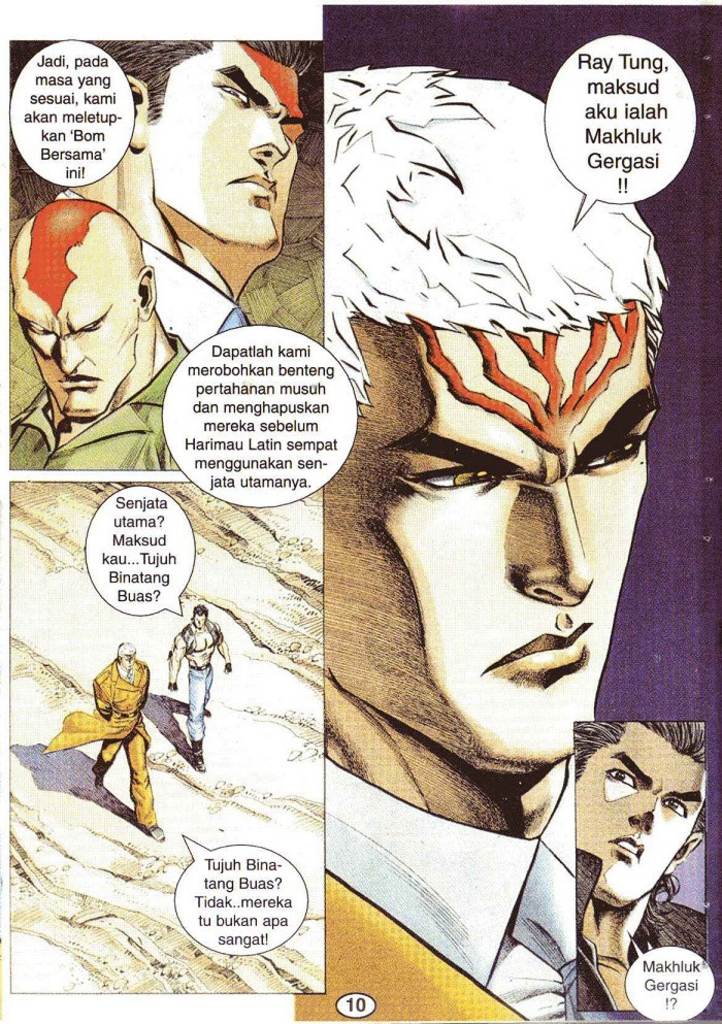 Jadi, pada
masa yang
sesuai, kami
akan meletup-
kan 'Bom
Bersama'
ini!
Dapatlah kami
merobohkan benteng
pertahanan musuh
dan menghapuskan
mereka sebelum
Harimau Latin sempat
menggunakan sen-
jata utamanya.
Senjata
utama?
Maksud
kau...Tujuh
Binatang
Buas?
Tujuh Bina-
tang Buas?
Tidak..mereka
tu bukan apa
sangat!
Ray Tung,
maksud
aku ialah
Makhluk
Gergasi
!!
Makhluk
Gergasi
!?
10